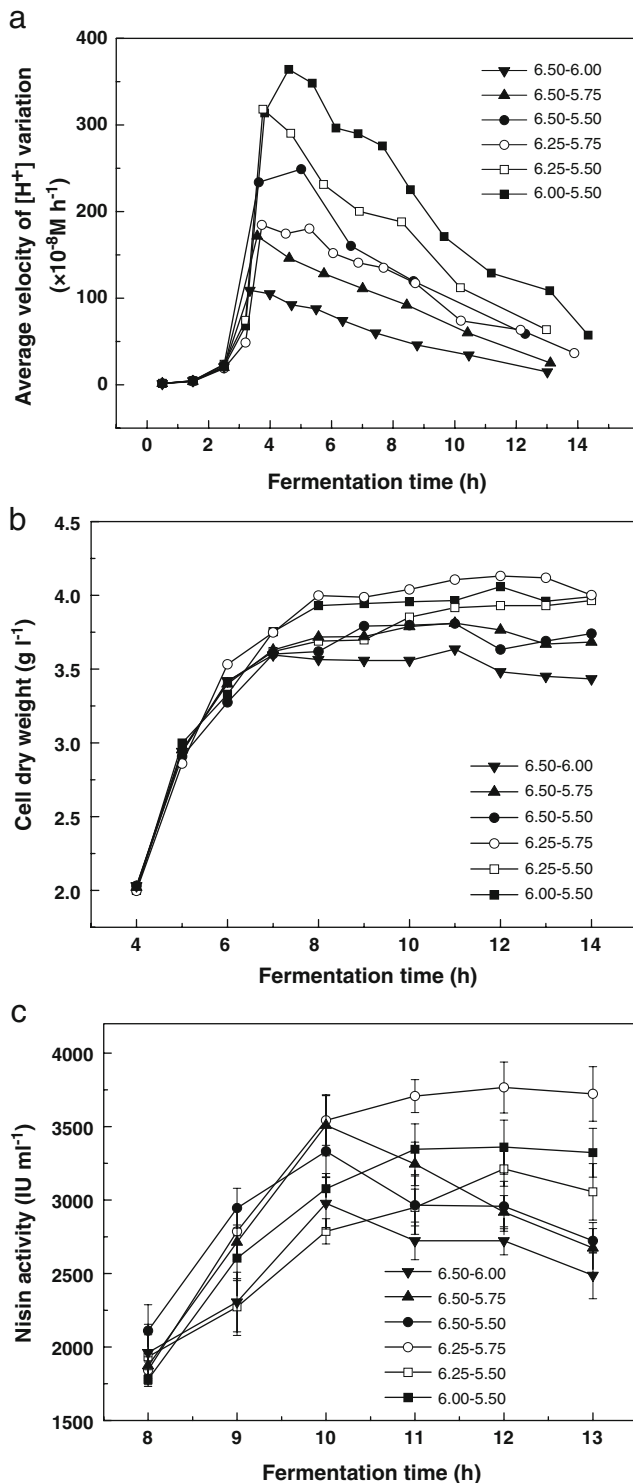 a
400
300
200
100
0
Average velocity of [H⁺] variation
(×10⁻⁸M h⁻¹)
6.50-6.00
6.50-5.75
6.50-5.50
6.25-5.75
6.25-5.50
6.00-5.50
0 2 4 6 8 10 12 14
Fermentation time (h)
b
4.5
4.0
3.5
3.0
2.5
2.0
Cell dry weight (g l⁻¹)
6.50-6.00
6.50-5.75
6.50-5.50
6.25-5.75
6.25-5.50
6.00-5.50
4 6 8 10 12 14
Fermentation time (h)
c
4000
3500
3000
2500
2000
1500
Nisin activity (IU ml⁻¹)
6.50-6.00
6.50-5.75
6.50-5.50
6.25-5.75
6.25-5.50
6.00-5.50
8 9 10 11 12 13
Fermentation time (h)